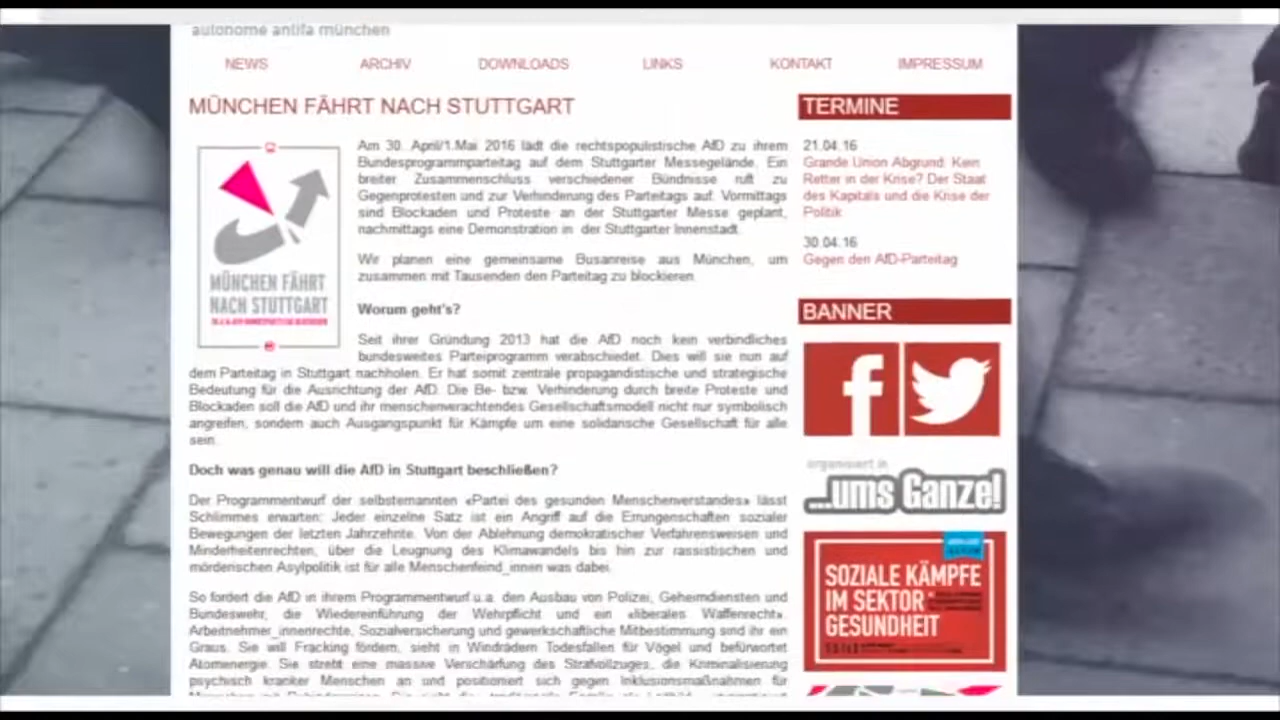 autonome antifa münchen
NEWS ARCHIV DOWNLOADS LINKS KONTAKT IMPRESSUM
MÜNCHEN FÄHRT NACH STUTTGART
MÜNCHEN FÄHRT
NACH STUTTGART
Am 30. April/1.Mai 2016 lädt die rechtspopulistische AfD zu ihrem
Bundesprogrammparteitag auf dem Stuttgarter Messegelände. Ein
breiter Zusammenschluss verschiedener Bündnisse ruft zu
Gegenprotesten und zur Verhinderung des Parteitags auf. Vormittags
sind Blockaden und Proteste an der Stuttgarter Messe geplant,
nachmittags eine Demonstration in der Stuttgarter Innenstadt.
Wir planen eine gemeinsame Busanreise aus München, um
zusammen mit Tausenden den Parteitag zu blockieren.
Worum geht's?
Seit ihrer Gründung 2013 hat die AfD noch kein verbindliches
bundesweites Parteiprogramm verabschiedet. Dies will sie nun auf
dem Parteitag in Stuttgart nachholen. Er hat somit zentrale propagandistische und strategische
Bedeutung für die Ausrichtung der AfD. Die Be- bzw. Verhinderung durch breite Proteste und
Blockaden soll die AfD und ihr menschenverachtendes Gesellschaftsmodell nicht nur symbolisch
angreifen, sondern auch Ausgangspunkt für Kämpfe um eine solidarische Gesellschaft für alle
sein.
Doch was genau will die AfD in Stuttgart beschließen?
Der Programmentwurf der selbsternannten «Partei des gesunden Menschenverstandes» lässt
Schlimmes erwarten: Jeder einzelne Satz ist ein Angriff auf die Errungenschaften sozialer
Bewegungen der letzten Jahrzehnte. Von der Ablehnung demokratischer Verfahrensweisen und
Minderheitenrechten, über die Leugnung des Klimawandels bis hin zur rassistischen und
mörderischen Asylpolitik ist für alle Menschenfeind_innen was dabei.
So fordert die AfD in ihrem Programmentwurf u.a. den Ausbau von Polizei, Geheimdiensten und
Bundeswehr, die Wiedereinführung der Wehrpflicht und ein «liberales Waffenrecht».
Arbeitnehmer_innenrechte, Sozialversicherung und gewerkschaftliche Mitbestimmung sind ihr ein
Graus. Sie will Fracking fördern, sieht in Windrädern Todesfallen für Vögel und befürwortet
Atomenergie. Sie strebt eine massive Verschärfung des Strafvollzuges, die Kriminalisierung
psychisch kranker Menschen an und positioniert sich gegen Inklusionsmaßnahmen für
TERMINE
21.04.16
Grande Union Abgrund: Kein
Retter in der Krise? Der Staat
des Kapitals und die Krise der
Politik
30.04.16
Gegen den AfD-Parteitag
BANNER
organisiert in
...ums Ganze!
SOZIALE KÄMPFE
IM SEKTOR
GESUNDHEIT